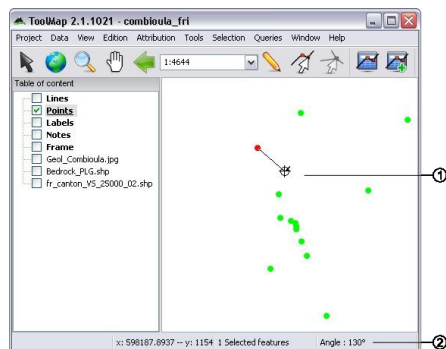 ToolMap 2.1.1021 - combioula_fri
Project Data View Edition Attribution Tools Selection Queries Window Help
1:4644
Table of content
Lines
Points
Labels
Notes
Frame
Geol_Combioula.jpg
Bedrock_PLG.shp
fr_canton_VS_25000_02.shp
1
x: 598187.8937 -- y: 1154 1 Selected features Angle : 130°
2